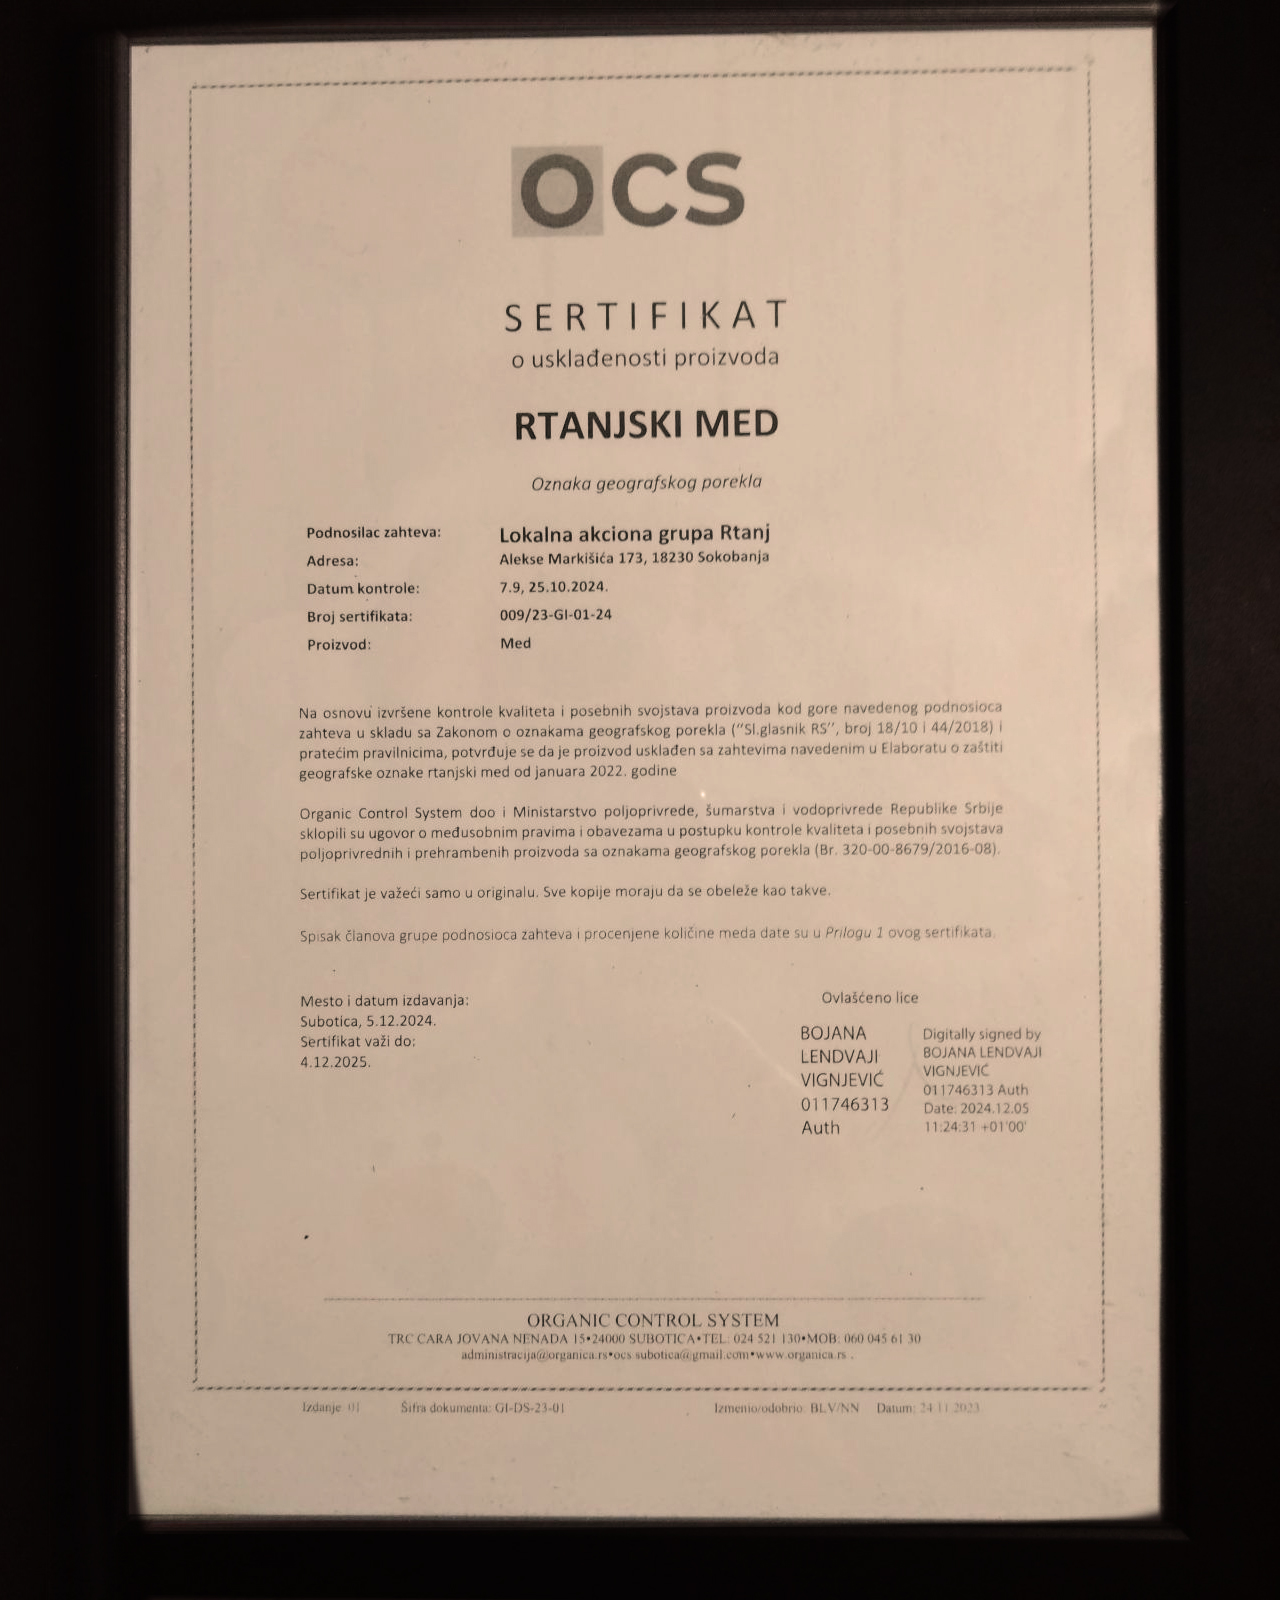 OCS
SERTIFIKAT
o usklađenosti proizvoda
RTANJSKI MED
Oznaka geografskog porekla
Podnosilac zahteva: Lokalna akciona grupa Rtanj
Adresa: Alekse Markišića 173, 18230 Sokobanja
Datum kontrole: 7.9, 25.10.2024.
Broj sertifikata: 009/23-GI-01-24
Proizvod: Med
Na osnovu izvršene kontrole kvaliteta i posebnih svojstava proizvoda kod gore navedenog podnosioca
zahteva u skladu sa Zakonom o oznakama geografskog porekla (“Sl.glasnik RS”, broj 18/10 i 44/2018) i
pratećim pravilnicima, potvrđuje se da je proizvod usklađen sa zahtevima navedenim u Elaboratu o zaštiti
geografske oznake rtanjski med od januara 2022. godine
Organic Control System doo i Ministarstvo poljoprivrede, šumarstva i vodoprivrede Republike Srbije
sklopili su ugovor o međusobnim pravima i obavezama u postupku kontrole kvaliteta i posebnih svojstava
poljoprivrednih i prehrambenih proizvoda sa oznakama geografskog porekla (Br. 320-00-8679/2016-08).
Sertifikat je važeći samo u originalu. Sve kopije moraju da se obeleže kao takve.
Spisak članova grupe podnosioca zahteva i procenjene količine meda date su u Prilogu 1 ovog sertifikata.
Mesto i datum izdavanja:
Subotica, 5.12.2024.
Sertifikat važi do:
4.12.2025.
Ovlašćeno lice
BOJANA
LENDVAJI
VIGNJEVIĆ
011746313
Auth
Digitally signed by
BOJANA LENDVAJI
VIGNJEVIĆ
011746313 Auth
Date: 2024.12.05
11:24:31 +01'00'
ORGANIC CONTROL SYSTEM
TRC CARA JOVANA NENADA 15•24000 SUBOTICA•TEL: 024 521 130•MOB: 060 045 61 30
administracija@organica.rs•ocs.subotica@gmail.com•www.organica.rs .
Izdanje: 01 Šifra dokumenta: GI-DS-23-01 Izmenio/odobrio: BLV/NN Datum: 24.11.2023.